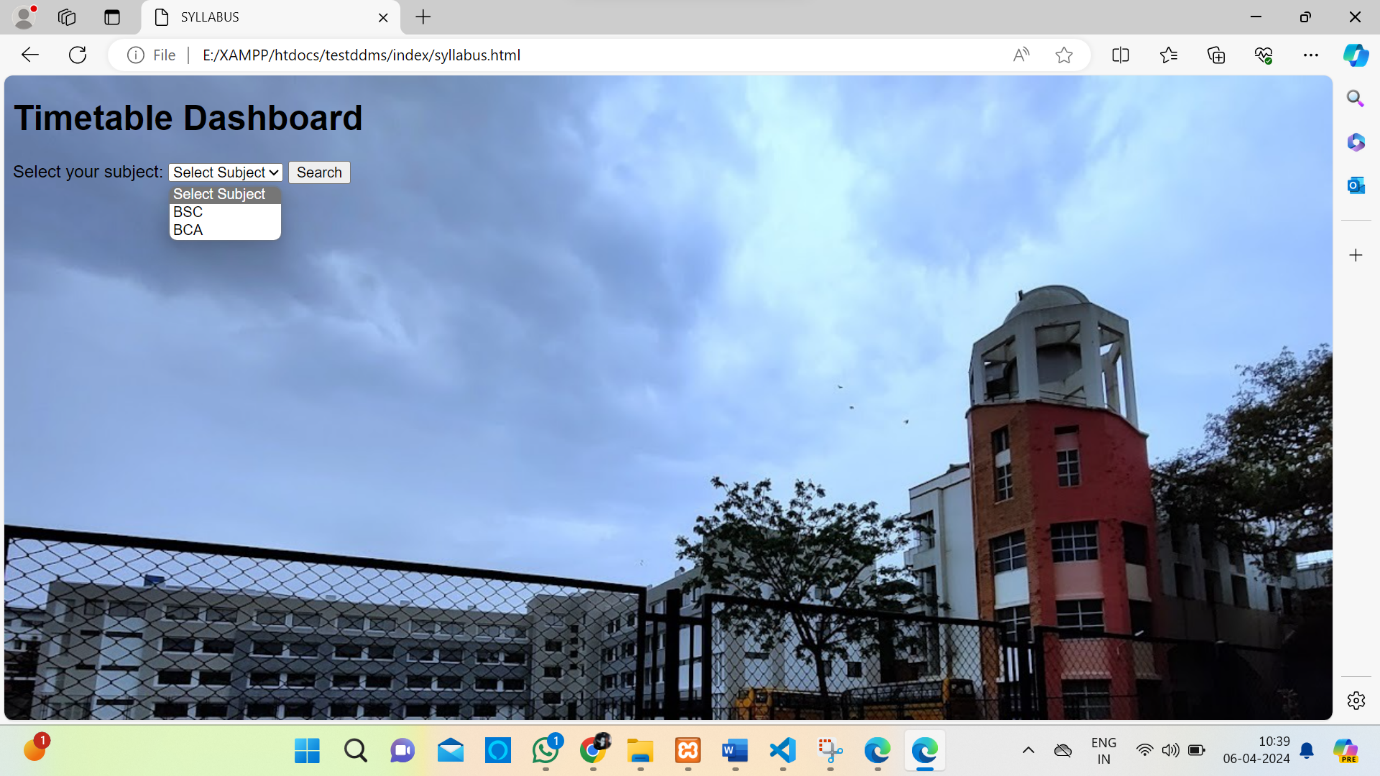 SYLLABUS
File | E:/XAMPP/htdocs/testddms/index/syllabus.html
Timetable Dashboard
Select your subject: Select Subject Search
Select Subject
BSC
BCA
1
1
ENG
IN
10:39
06-04-2024
PRE